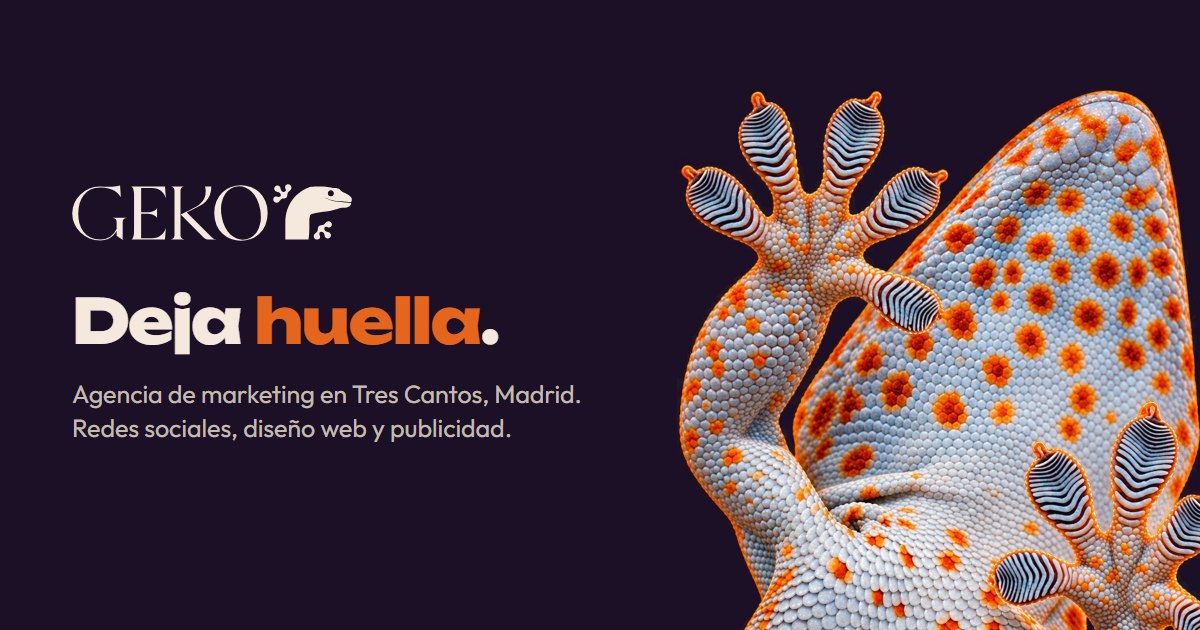 GEKO
Deja huella.
Agencia de marketing en Tres Cantos, Madrid.
Redes sociales, diseño web y publicidad.